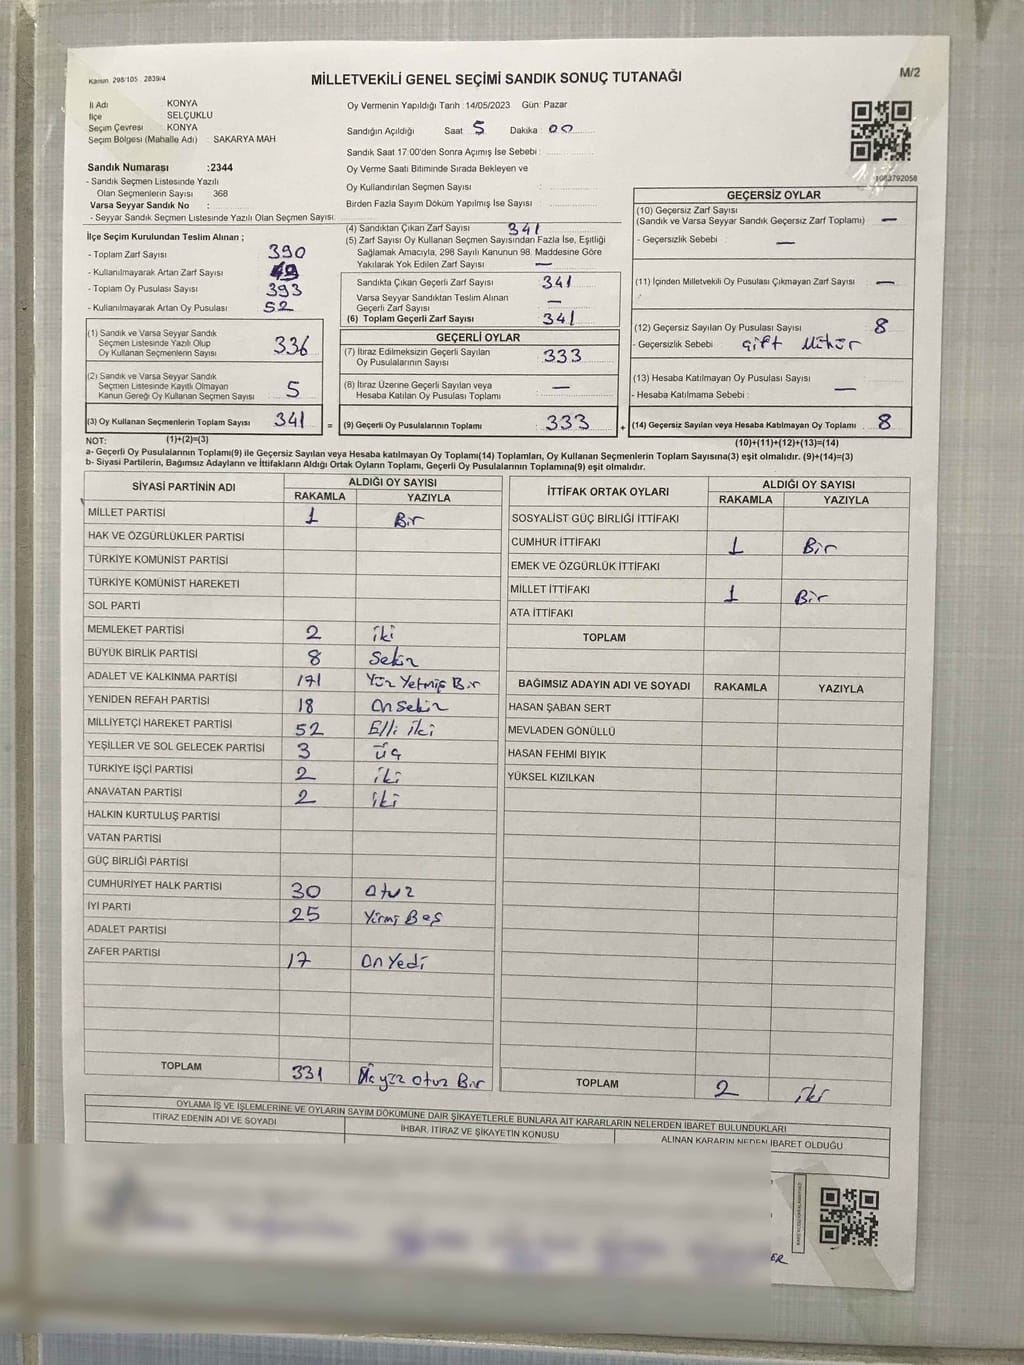 Kanun: 298/105 : 2839/4
MİLLETVEKİLİ GENEL SEÇİMİ SANDIK SONUÇ TUTANAĞI
M/2
İl Adı : KONYA
İlçe : SELÇUKLU
Seçim Çevresi : KONYA
Seçim Bölgesi (Mahalle Adı) : SAKARYA MAH.
Sandık Numarası :2344
- Sandık Seçmen Listesinde Yazılı
Olan Seçmenlerin Sayısı : 368
Varsa Seyyar Sandık No :
- Seyyar Sandık Seçmen Listesinde Yazılı Olan Seçmen Sayısı:
Oy Vermenin Yapıldığı Tarih :14/05/2023 Gün: Pazar
Sandığın Açıldığı Saat 5 Dakika : 00
Sandık Saat 17:00'den Sonra Açımış İse Sebebi :
Oy Verme Saati Bitiminde Sırada Bekleyen ve
Oy Kullandırılan Seçmen Sayısı :
Birden Fazla Sayım Döküm Yapılmış İse Sayısı :
1083792056
İlçe Seçim Kurulundan Teslim Alınan ;
- Toplam Zarf Sayısı : 390
- Kullanılmayarak Artan Zarf Sayısı : 49
- Toplam Oy Pusulası Sayısı : 393
- Kullanılmayarak Artan Oy Pusulası : 52
(1) Sandık ve Varsa Seyyar Sandık
Seçmen Listesinde Yazılı Olup
Oy Kullanan Seçmenlerin Sayısı : 336
(2) Sandık ve Varsa Seyyar Sandık
Seçmen Listesinde Kayıtlı Olmayan
Kanun Gereği Oy Kullanan Seçmen Sayısı : 5
(3) Oy Kullanan Seçmenlerin Toplam Sayısı : 341 =
(4) Sandıktan Çıkan Zarf Sayısı : 341
(5) Zarf Sayısı Oy Kullanan Seçmen Sayısından Fazla İse, Eşitliği
Sağlamak Amacıyla, 298 Sayılı Kanunun 98. Maddesine Göre
Yakılarak Yok Edilen Zarf Sayısı : —
Sandıkta Çıkan Geçerli Zarf Sayısı : 341
Varsa Seyyar Sandıktan Teslim Alınan
Geçerli Zarf Sayısı : —
(6) Toplam Geçerli Zarf Sayısı : 341
GEÇERLİ OYLAR
(7) İtiraz Edilmeksizin Geçerli Sayılan
Oy Pusulalarının Sayısı : 333
(8) İtiraz Üzerine Geçerli Sayılan veya
Hesaba Katılan Oy Pusulası Toplamı : —
(9) Geçerli Oy Pusulalarının Toplamı : 333 +
GEÇERSİZ OYLAR
(10) Geçersiz Zarf Sayısı
(Sandık ve Varsa Seyyar Sandık Geçersiz Zarf Toplamı) : —
- Geçersizlik Sebebi : —
(11) İçinden Milletvekili Oy Pusulası Çıkmayan Zarf Sayısı : —
(12) Geçersiz Sayılan Oy Pusulası Sayısı : 8
- Geçersizlik Sebebi : Çift Mühür
(13) Hesaba Katılmayan Oy Pusulası Sayısı : —
- Hesaba Katılmama Sebebi :
(14) Geçersiz Sayılan veya Hesaba Katılmayan Oy Toplamı : 8
NOT: (1)+(2)=(3)
(10)+(11)+(12)+(13)=(14)
a- Geçerli Oy Pusulalarının Toplamı(9) ile Geçersiz Sayılan veya Hesaba katılmayan Oy Toplamı(14) Toplamları, Oy Kullanan Seçmenlerin Toplam Sayısına(3) eşit olmalıdır. (9)+(14)=(3)
b- Siyasi Partilerin, Bağımsız Adayların ve İttifakların Aldığı Ortak Oyların Toplamı, Geçerli Oy Pusulalarının Toplamına(9) eşit olmalıdır.
SİYASİ PARTİNİN ADI ALDIĞI OY SAYISI
RAKAMLA YAZIYLA
MİLLET PARTİSİ 1 Bir
HAK VE ÖZGÜRLÜKLER PARTİSİ
TÜRKİYE KOMÜNİST PARTİSİ
TÜRKİYE KOMÜNİST HAREKETİ
SOL PARTİ
MEMLEKET PARTİSİ 2 iki
BÜYÜK BİRLİK PARTİSİ 8 Sekiz
ADALET VE KALKINMA PARTİSİ 171 Yüz Yetmiş Bir
YENİDEN REFAH PARTİSİ 18 On Sekiz
MİLLİYETÇİ HAREKET PARTİSİ 52 Elli iki
YEŞİLLER VE SOL GELECEK PARTİSİ 3 üç
TÜRKİYE İŞÇİ PARTİSİ 2 iki
ANAVATAN PARTİSİ 2 iki
HALKIN KURTULUŞ PARTİSİ
VATAN PARTİSİ
GÜÇ BİRLİĞİ PARTİSİ
CUMHURİYET HALK PARTİSİ 30 Otuz
İYİ PARTİ 25 Yirmi Beş
ADALET PARTİSİ
ZAFER PARTİSİ 17 On Yedi
TOPLAM 331 Üç yüz otuz Bir
İTTİFAK ORTAK OYLARI ALDIĞI OY SAYISI
RAKAMLA YAZIYLA
SOSYALİST GÜÇ BİRLİĞİ İTTİFAKI
CUMHUR İTTİFAKI 1 Bir
EMEK VE ÖZGÜRLÜK İTTİFAKI
MİLLET İTTİFAKI 1 Bir
ATA İTTİFAKI
TOPLAM
BAĞIMSIZ ADAYIN ADI VE SOYADI RAKAMLA YAZIYLA
HASAN ŞABAN SERT
MEVLADEN GÖNÜLLÜ
HASAN FEHMI BIYIK
YÜKSEL KIZILKAN
TOPLAM 2 iki
OYLAMA İŞ VE İŞLEMLERİNE VE OYLARIN SAYIM DÖKÜMÜNE DAİR ŞİKAYETLERLE BUNLARA AİT KARARLARIN NELERDEN İBARET BULUNDUKLARI
İTİRAZ EDENİN ADI VE SOYADI İHBAR, İTİRAZ VE ŞİKAYETİN KONUSU ALINAN KARARIN NEDEN İBARET OLDUĞU
ER